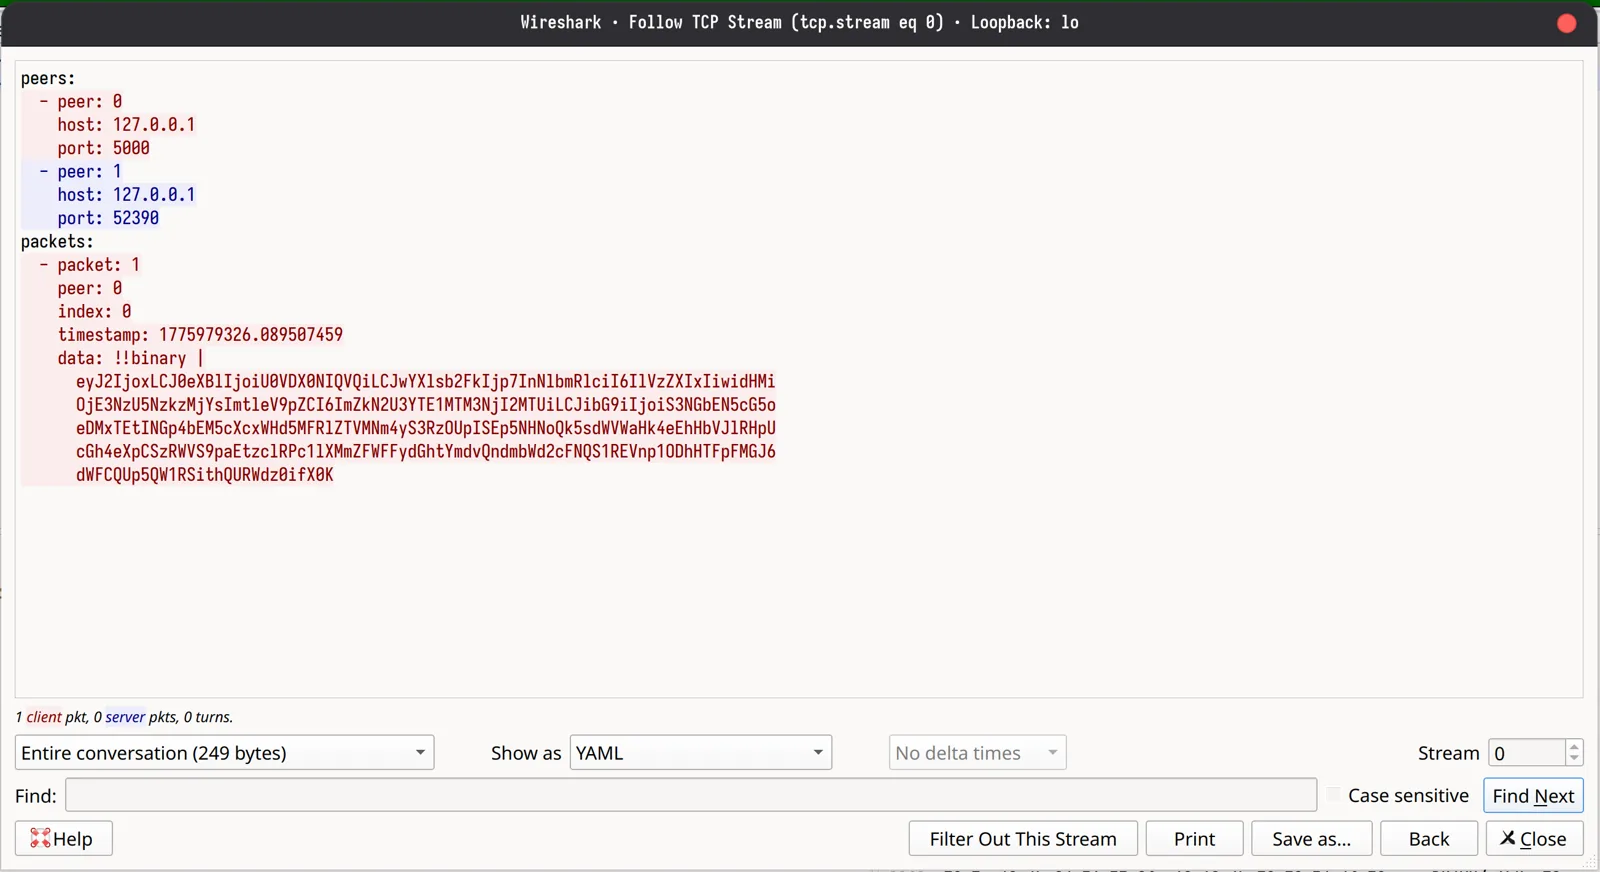 Wireshark · Follow TCP Stream (tcp.stream eq 0) · Loopback: lo
peers:
- peer: 0
host: 127.0.0.1
port: 5000
- peer: 1
host: 127.0.0.1
port: 52390
packets:
- packet: 1
peer: 0
index: 0
timestamp: 1775979326.089507459
data: !!binary |
eyJ2IjoxLCJ0eXBlIjoiU0VDX0NIQVQiLCJwYXlsb2FkIjp7InNlbmRlciI6IlVzZXIxIiwidHMi
OjE3NzU5NzkzMjYsImtleV9pZCI6ImZkN2U3YTE1MTM3NjI2MTUiLCJibG9iIjoiS3NGbEN5cG5o
eDMxTEtINGp4bEM5cXcxWHd5MFRlZTVMNm4yS3RzOUpISEp5NHNoQk5sdWVWaHk4eEhHbVJlRHpU
cGh4eXpCSzRWVS9paEtzclRPc1lXMmZFWFFydGhtYmdvQndmbWd2cFNQS1REVnp1ODhHTFpFMGJ6
dWFCQUp5QW1RSithQURWdz0ifX0K
1 client pkt, 0 server pkts, 0 turns.
Entire conversation (249 bytes) Show as YAML No delta times Stream 0
Find: Case sensitive Find Next
Help Filter Out This Stream Print Save as... Back Close